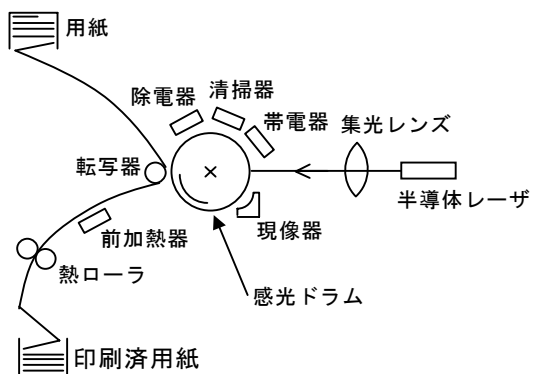 用紙
除電器
清掃器
帯電器
集光レンズ
転写器
半導体レーザ
前加熱器
現像器
熱ローラ
感光ドラム
印刷済用紙